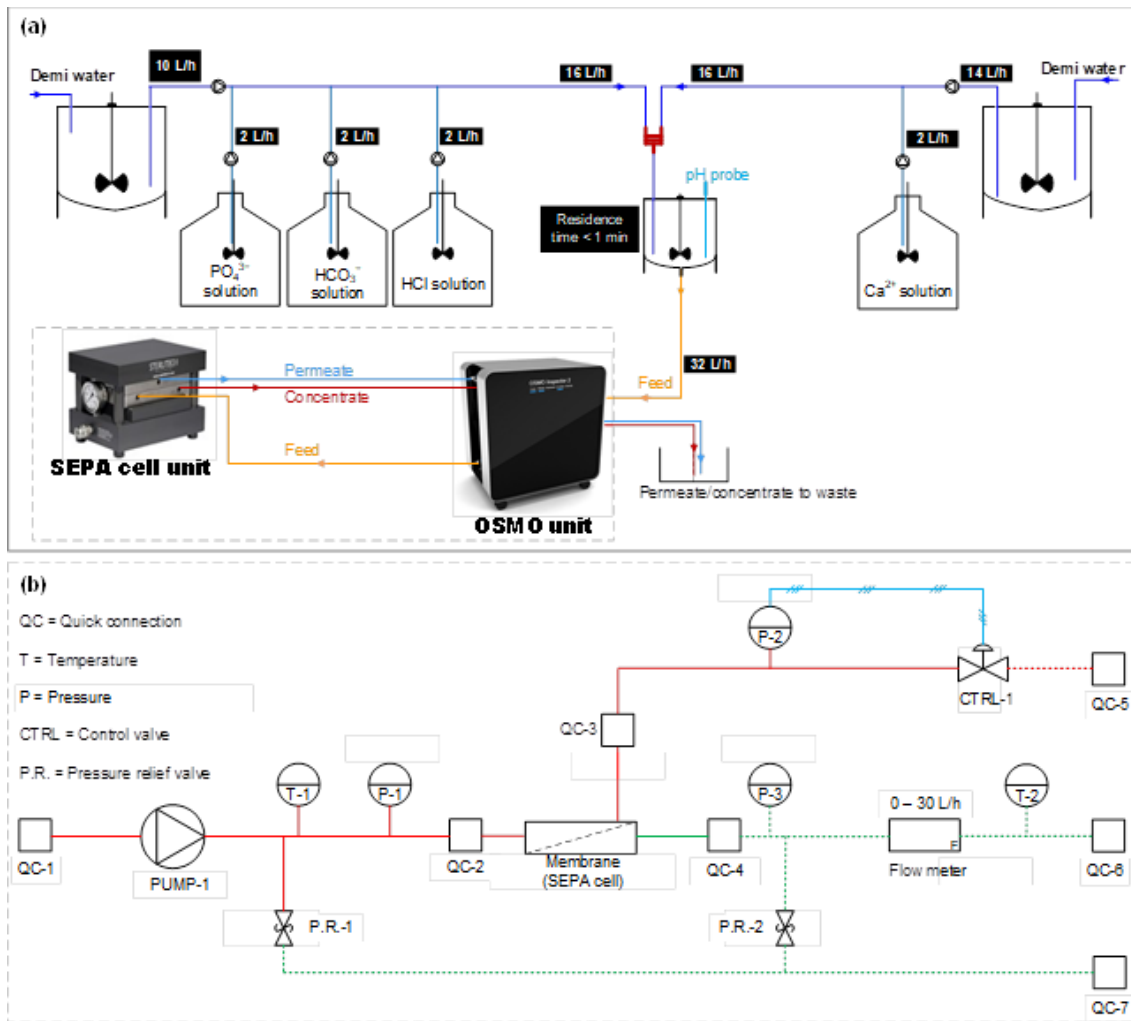 (a)
10 L/h
16 L/h
16 L/h
14 L/h
Demi water
Demi water
2 L/h
2 L/h
2 L/h
2 L/h
pH probe
Residence
time < 1 min
PO₄³⁻
solution
HCO₃⁻
solution
HCl solution
Ca²⁺ solution
32 L/h
Permeate
Concentrate
Feed
Feed
SEPA cell unit
OSMO unit
Permeate/concentrate to waste
(b)
QC = Quick connection
T = Temperature
P = Pressure
CTRL = Control valve
P.R. = Pressure relief valve
P-2
CTRL-1
QC-5
QC-3
T-1
P-1
P-3
0 – 30 L/h
T-2
F
QC-1
PUMP-1
QC-2
Membrane
(SEPA cell)
QC-4
Flow meter
QC-6
P.R.-1
P.R.-2
QC-7